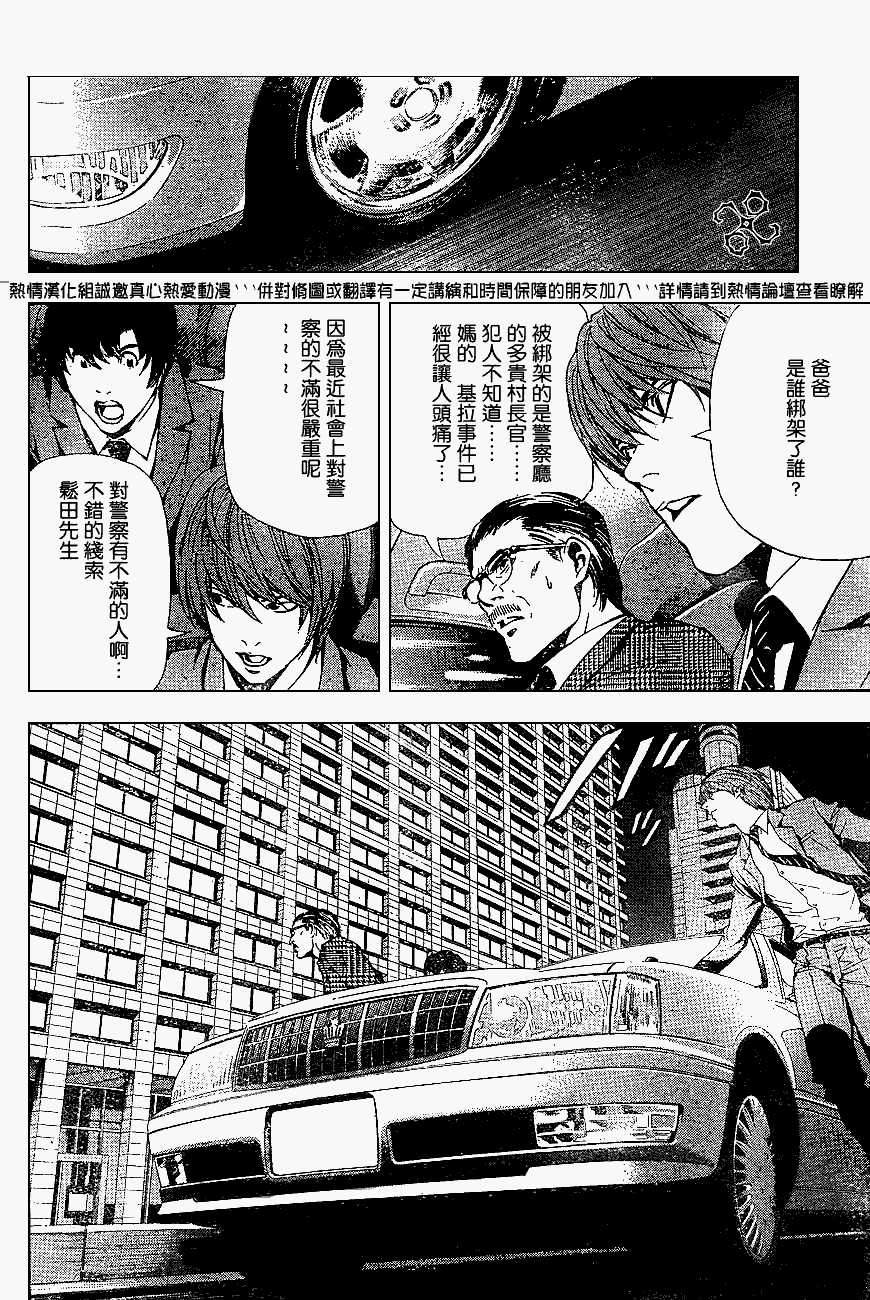 熱情漢化組誠邀真心熱愛動漫```併對修圖或翻譯有一定講績和時間保障的朋友加入```詳情請到熱情論壇查看瞭解
爸爸
是誰綁架了誰？
被綁架的是警察廳
的多貴村長官……
犯人不知道……
媽的 基拉事件已
經很讓人頭痛了…
因爲最近社會上對警
察的不滿很嚴重呢
~~~~
對警察有不滿的人啊…
不錯的綫索
鬆田先生